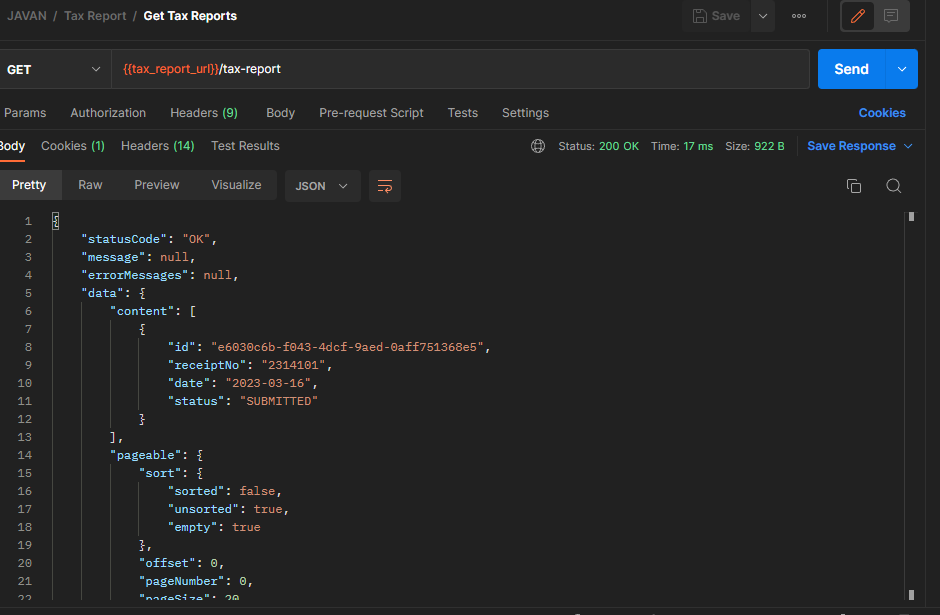 JAVAN / Tax Report / Get Tax Reports
Save
GET
{{tax_report_url}}/tax-report
Send
Params Authorization Headers (9) Body Pre-request Script Tests Settings Cookies
Body Cookies (1) Headers (14) Test Results Status: 200 OK Time: 17 ms Size: 922 B Save Response
Pretty Raw Preview Visualize JSON
1 {
2 "statusCode": "OK",
3 "message": null,
4 "errorMessages": null,
5 "data": {
6 "content": [
7 {
8 "id": "e6030c6b-f043-4dcf-9aed-0aff751368e5",
9 "receiptNo": "2314101",
10 "date": "2023-03-16",
11 "status": "SUBMITTED"
12 }
13 ],
14 "pageable": {
15 "sort": {
16 "sorted": false,
17 "unsorted": true,
18 "empty": true
19 },
20 "offset": 0,
21 "pageNumber": 0,
22 "pageSize": 20